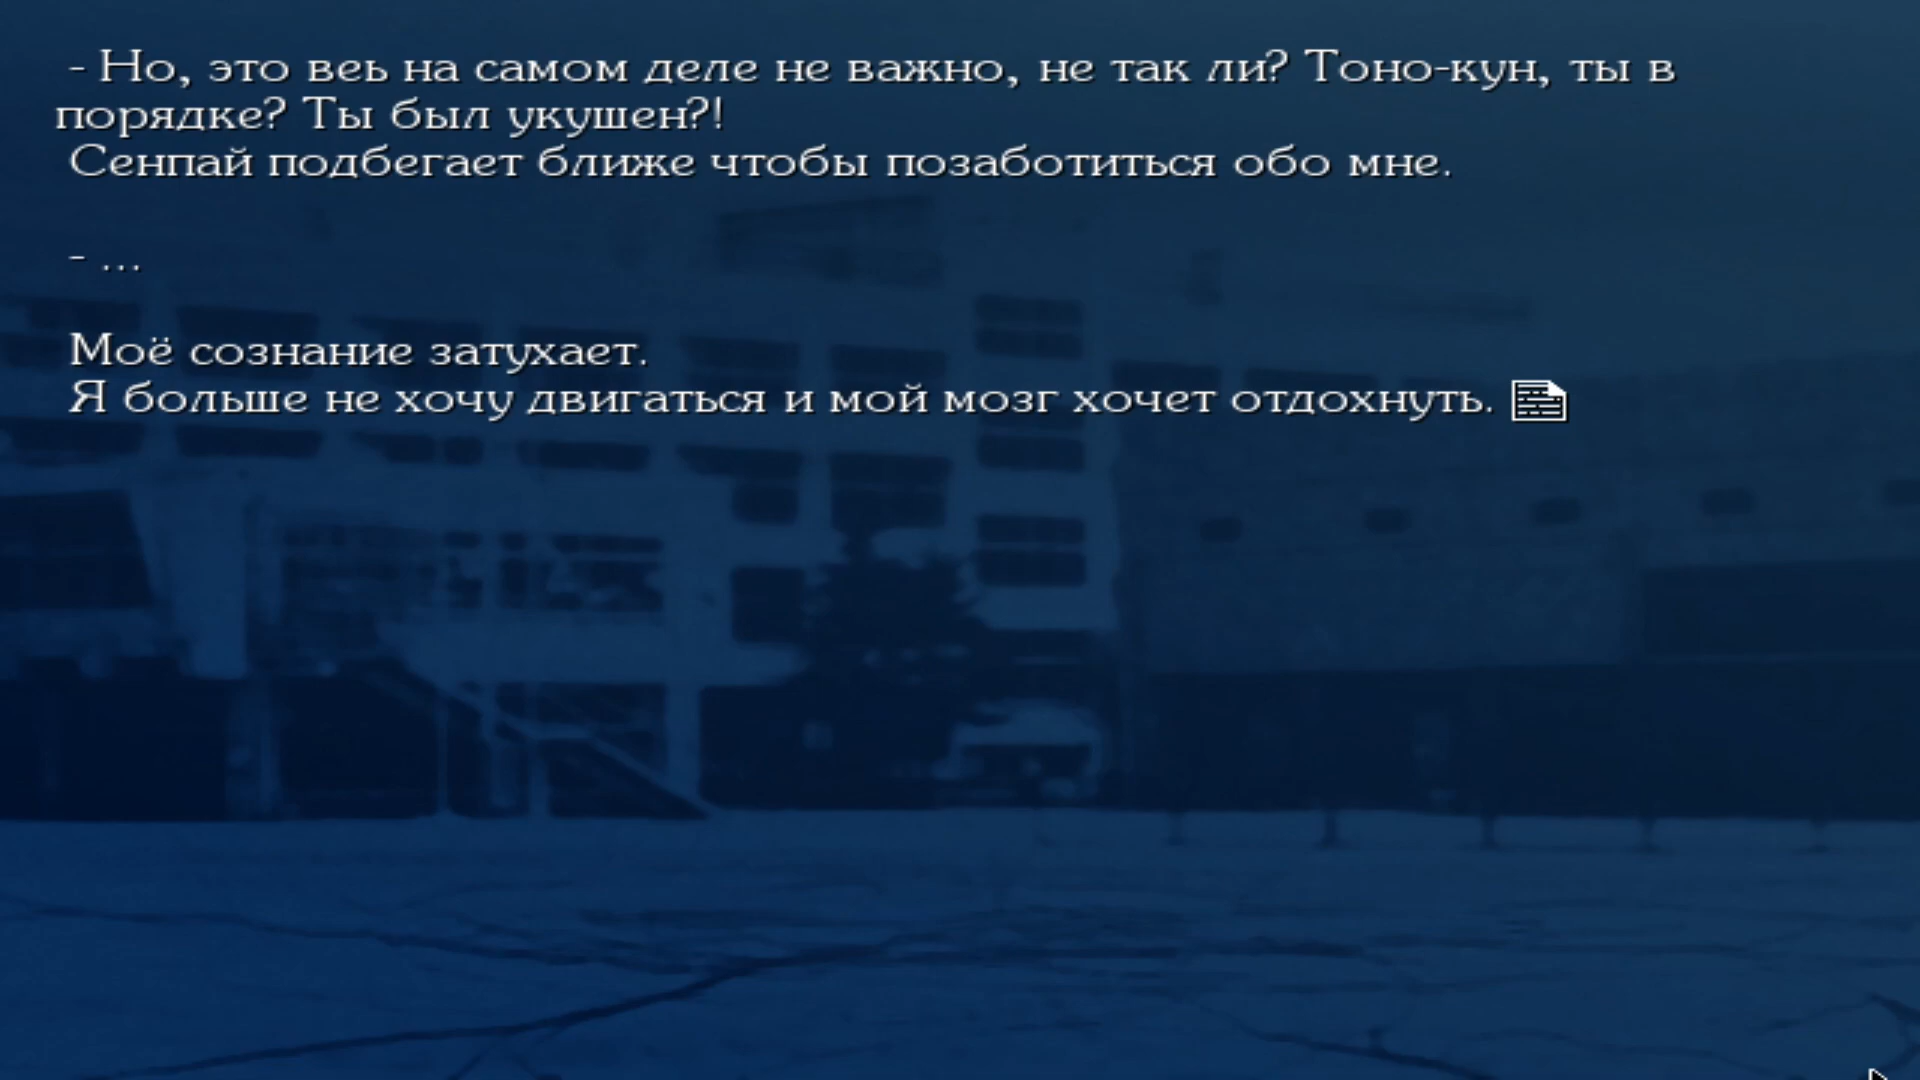 - Но, это веь на самом деле не важно, не так ли? Тоно-кун, ты в
порядке? Ты был укушен?!
Сенпай подбегает ближе чтобы позаботиться обо мне.
- ...
Моё сознание затухает.
Я больше не хочу двигаться и мой мозг хочет отдохнуть.